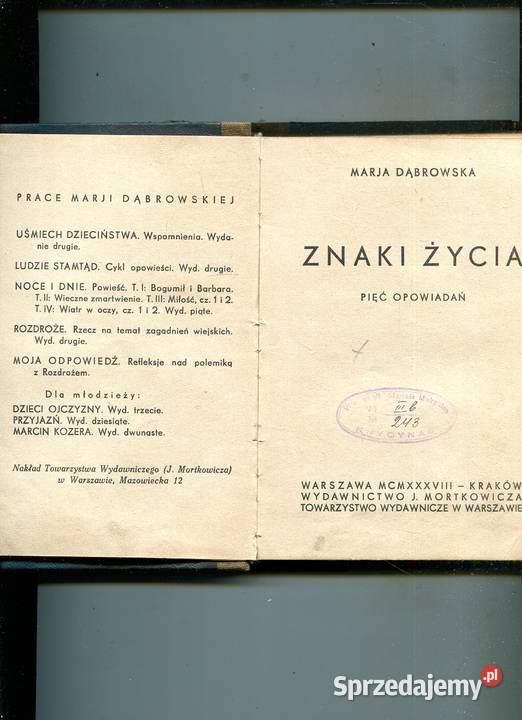 PRACE MARJI DĄBROWSKIEJ
UŚMIECH DZIECIŃSTWA. Wspomnienia. Wyda-
nie drugie.
LUDZIE STAMTĄD. Cykl opowieści. Wyd. drugie.
NOCE I DNIE. Powieść. T. I: Bogumił i Barbara.
T. II: Wieczne zmartwienie. T. III: Miłość, cz. 1 i 2.
T. IV: Wiatr w oczy, cz. 1 i 2. Wyd. piąte.
ROZDROŻE. Rzecz na temat zagadnień wiejskich.
Wyd. drugie.
MOJA ODPOWIEDŹ. Refleksje nad polemiką
z Rozdrożem.
Dla młodzieży:
DZIECI OJCZYZNY. Wyd. trzecie.
PRZYJAŹŃ. Wyd. dziesiąte.
MARCIN KOZERA. Wyd. dwunaste.
Nakład Towarzystwa Wydawniczego (J. Mortkowicza)
w Warszawie, Mazowiecka 12
MARJA DĄBROWSKA
ZNAKI ŻYCIA
PIĘĆ OPOWIADAŃ
III b
243
WARSZAWA MCMXXXVIII – KRAKÓW
WYDAWNICTWO J. MORTKOWICZA
TOWARZYSTWO WYDAWNICZE W WARSZAWIE
Sprzedajemy.pl